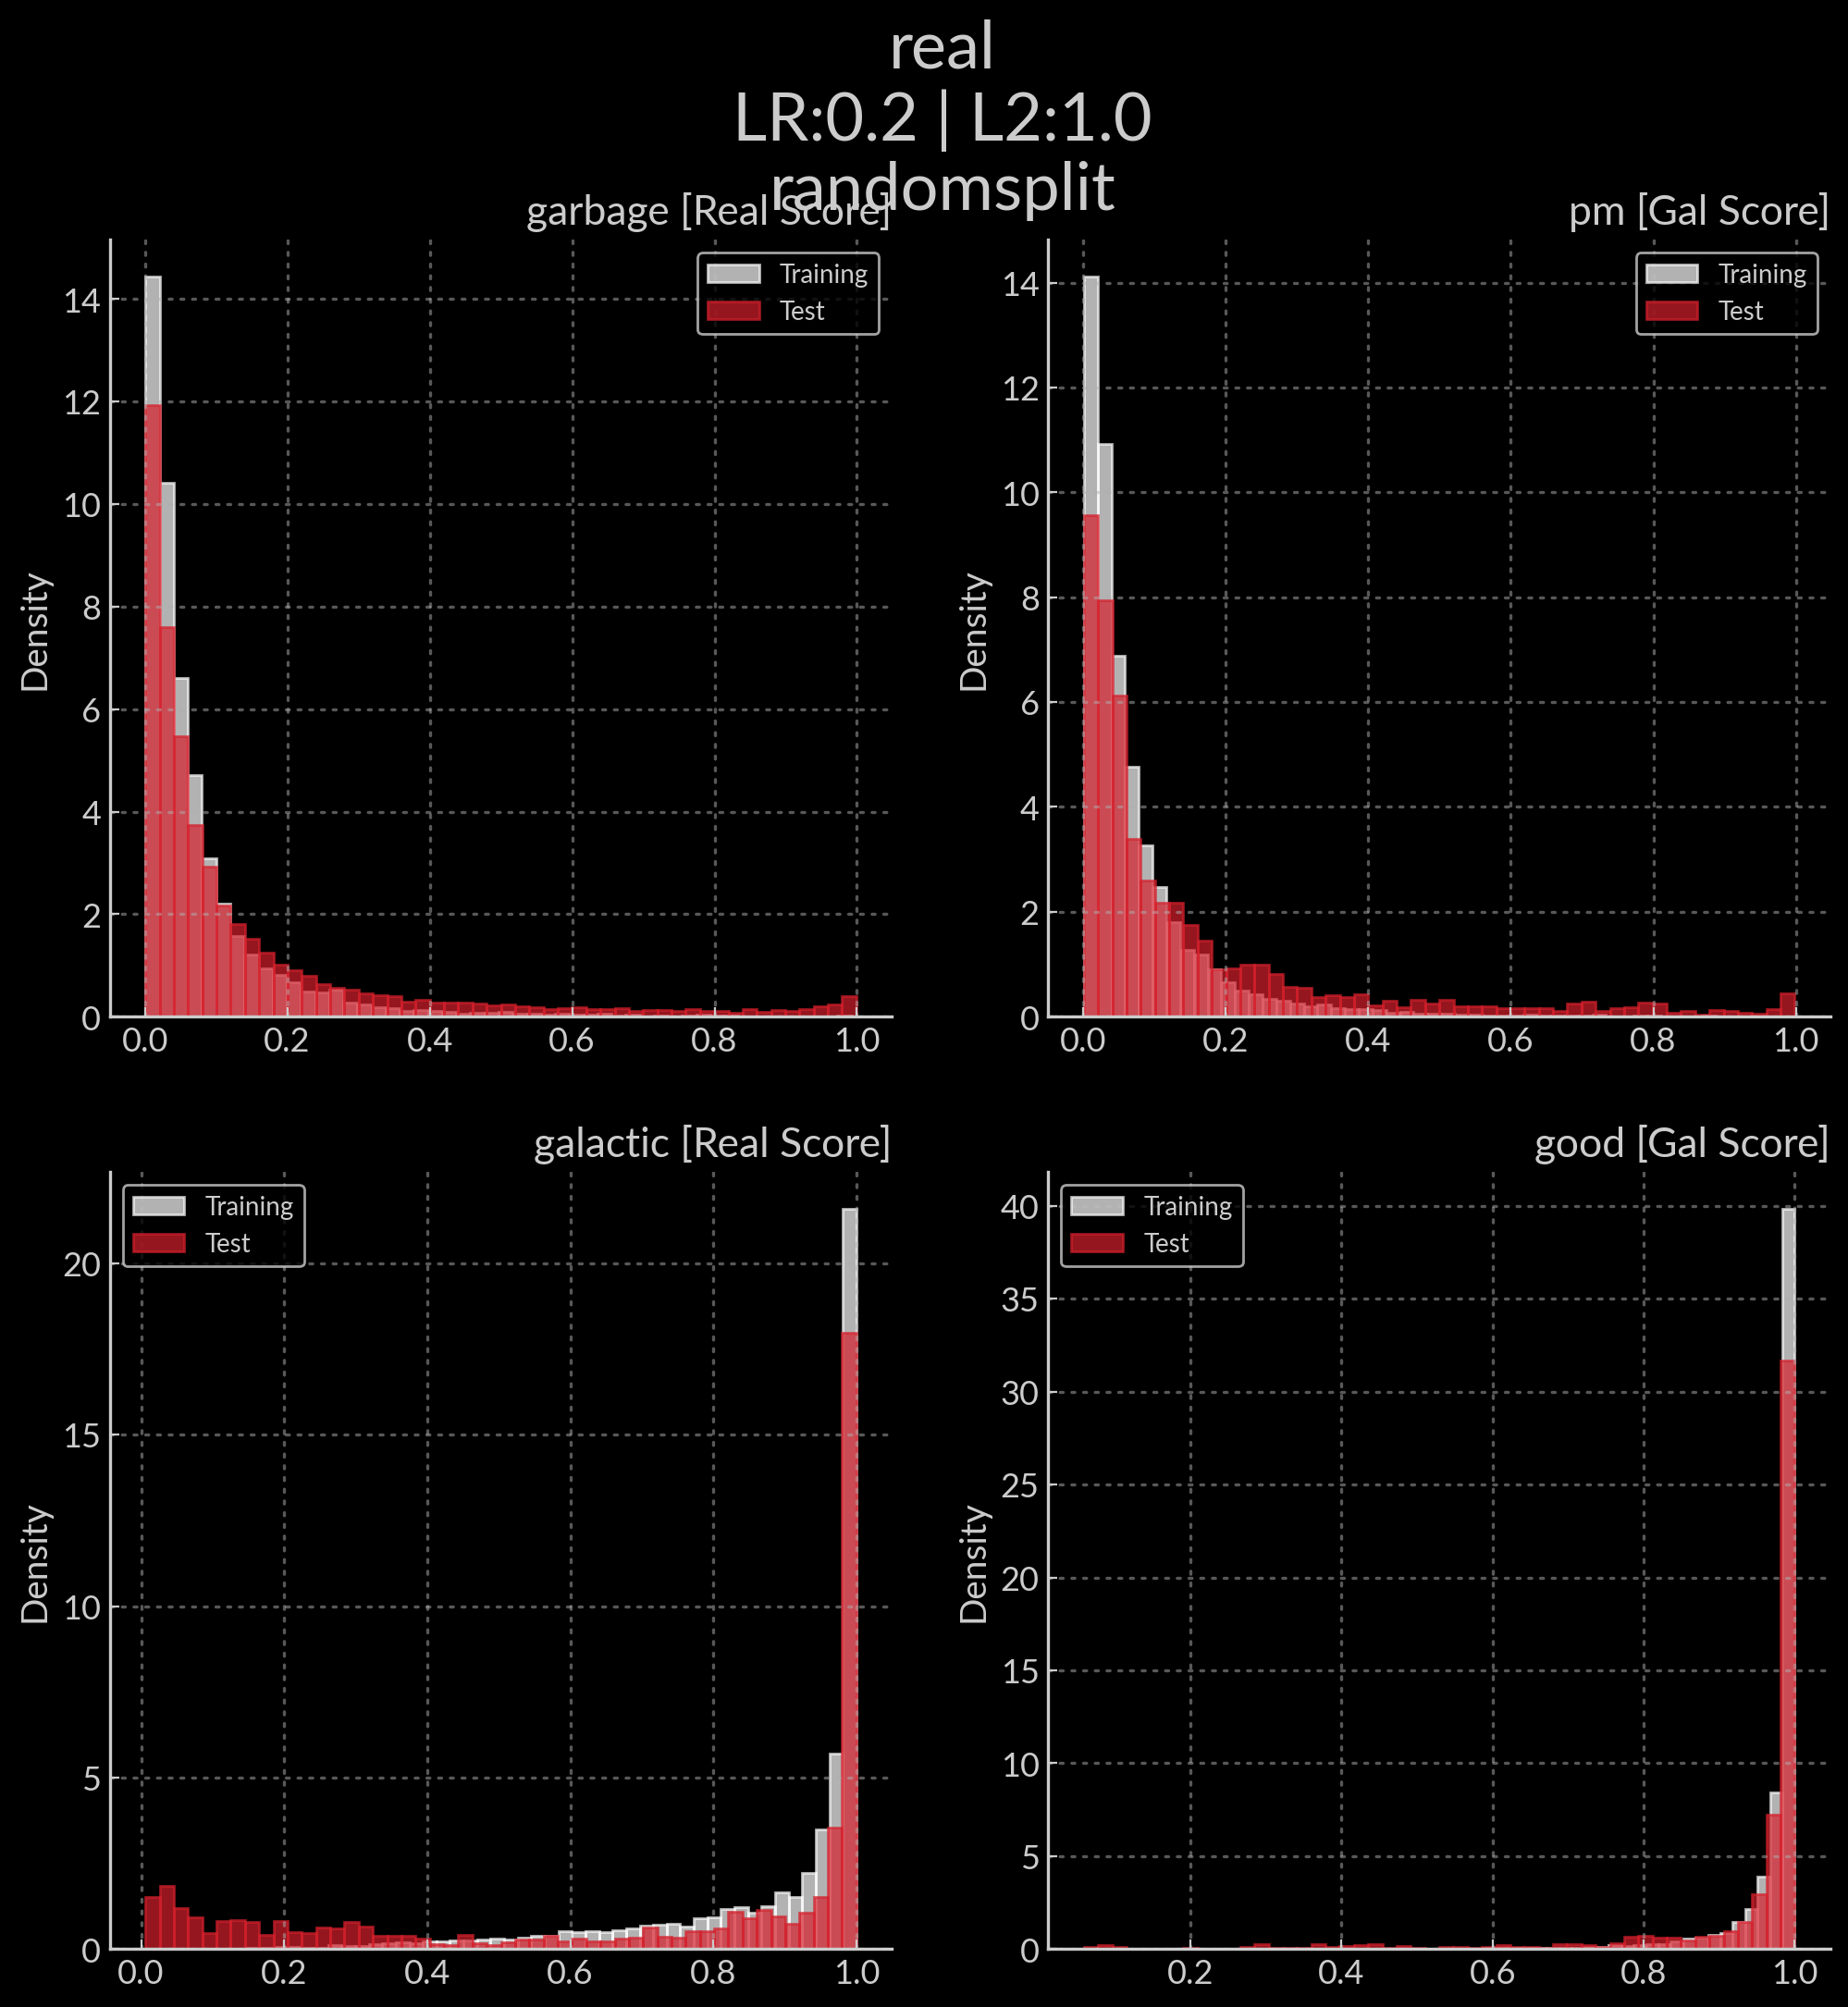 real
LR:0.2 | L2:1.0
randomsplit
garbage [Real Score]
Training
Test
Density
14
12
10
8
6
4
2
0
0.0 0.2 0.4 0.6 0.8 1.0
pm [Gal Score]
Training
Test
Density
14
12
10
8
6
4
2
0
0.0 0.2 0.4 0.6 0.8 1.0
galactic [Real Score]
Training
Test
Density
20
15
10
5
0
0.0 0.2 0.4 0.6 0.8 1.0
good [Gal Score]
Training
Test
Density
40
35
30
25
20
15
10
5
0
0.2 0.4 0.6 0.8 1.0